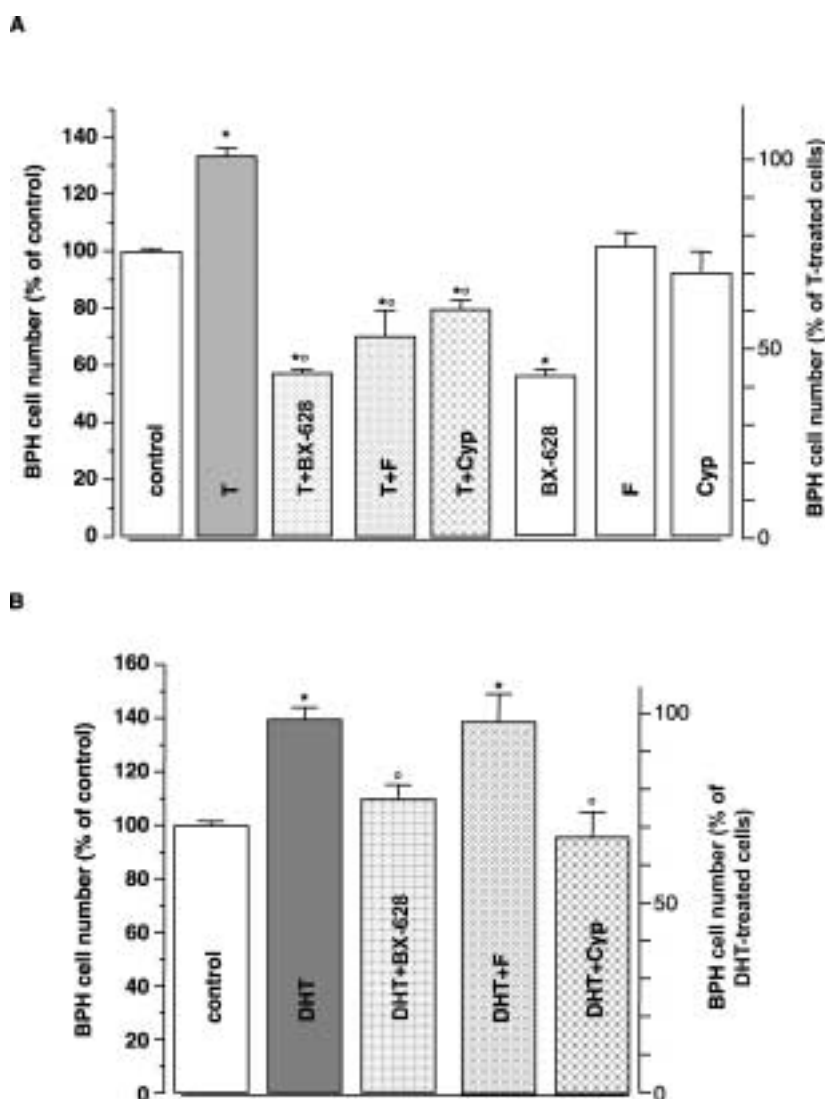 A
BPH cell number (% of control)
140
120
100
80
60
40
20
0
control
*
T
*°
T+BX-628
*°
T+F
*°
T+Cyp
*
BX-628
F
Cyp
100
50
0
BPH cell number (% of T-treated cells)
B
BPH cell number (% of control)
160
140
120
100
80
60
40
20
0
control
*
DHT
°
DHT+BX-628
*
DHT+F
°
DHT+Cyp
100
50
0
BPH cell number (% of
DHT-treated cells)